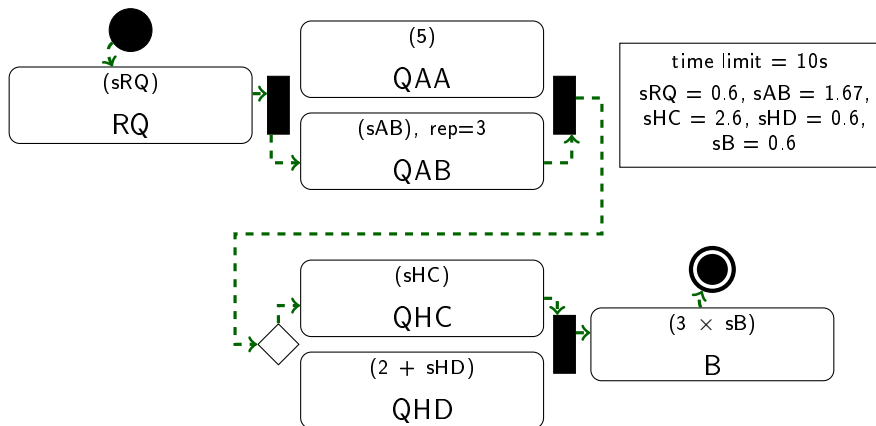 (5)
QAA
(sRQ)
RQ
(sAB), rep=3
QAB
time limit = 10s
sRQ = 0.6, sAB = 1.67,
sHC = 2.6, sHD = 0.6,
sB = 0.6
(sHC)
QHC
(2 + sHD)
QHD
(3 × sB)
B